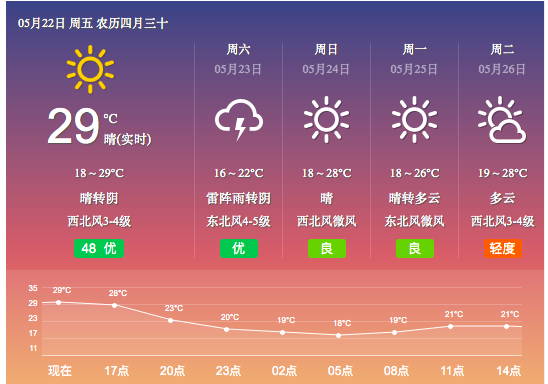 05月22日 周五 农历四月三十
29
℃
晴(实时)
18～29℃
晴转阴
西北风3-4级
48 优
周六
05月23日
16～22℃
雷阵雨转阴
东北风4-5级
优
周日
05月24日
18～28℃
晴
西北风微风
良
周一
05月25日
18～26℃
晴转多云
东北风微风
良
周二
05月26日
19～28℃
多云
西北风3-4级
轻度
35
29
23
17
11
29℃
28℃
23℃
20℃
19℃
18℃
19℃
21℃
21℃
现在 17点 20点 23点 02点 05点 08点 11点 14点